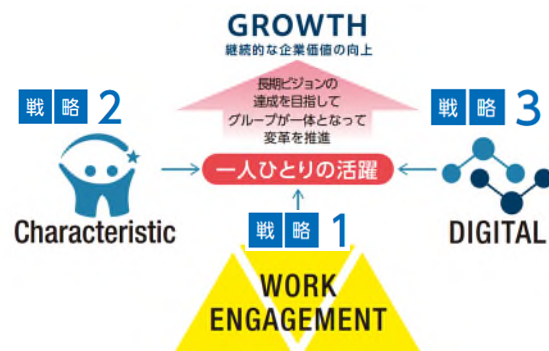 GROWTH
継続的な企業価値の向上
長期ビジョンの
達成を目指して
グループが一体となって
変革を推進
戦略 2
戦略 3
一人ひとりの活躍
Characteristic
戦略 1
DIGITAL
WORK
ENGAGEMENT